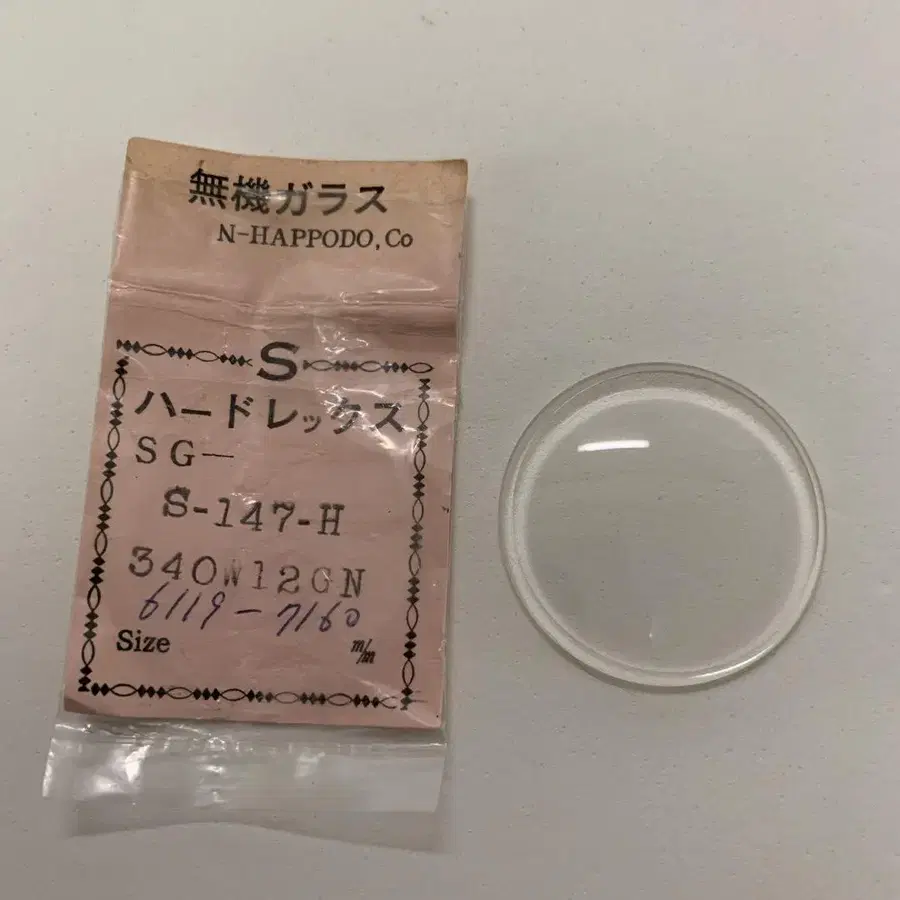 無機ガラス
N-HAPPODO,Co
S
ハードレックス
SG—
S-147-H
340W12GN
6119-7160
Size m/m